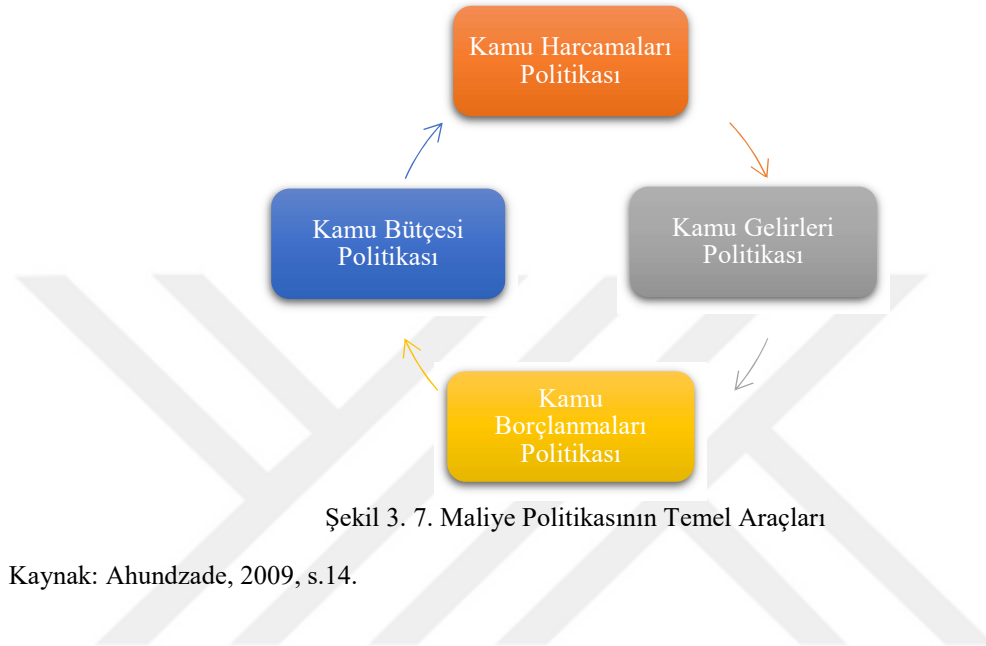 Kamu Harcamaları
Politikası
Kamu Bütçesi
Politikası
Kamu Gelirleri
Politikası
Kamu
Borçlanmaları
Politikası
Şekil 3. 7. Maliye Politikasının Temel Araçları
Kaynak: Ahundzade, 2009, s.14.